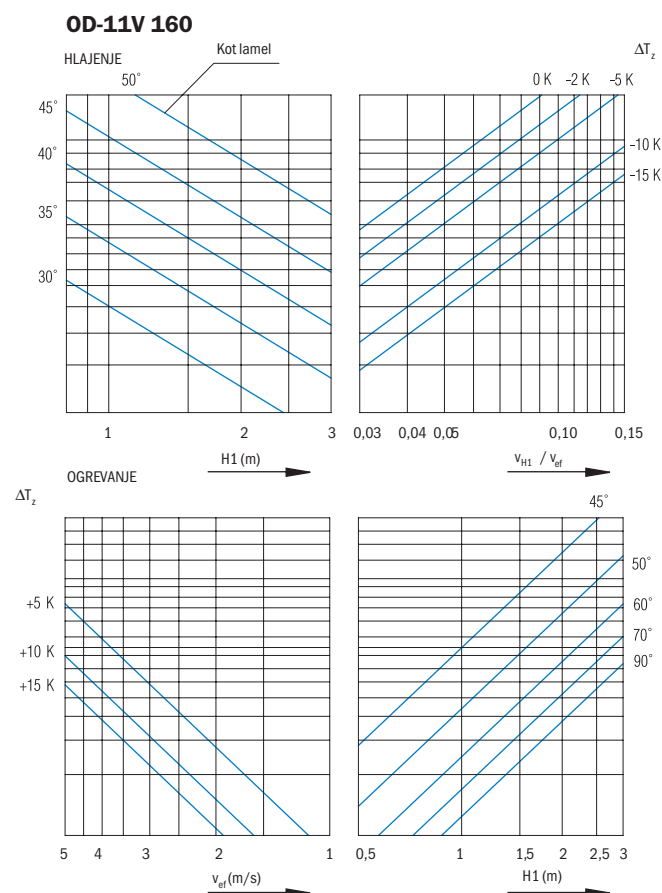 OD-11V 160
HLAJENJE
Kot lamel
ΔTz
50°
0 K
-2 K
-5K
45°
40°
35°
30°
-10 K
-15 K
1
2
3
0,03
0,04
0,05
0,10
0,15
H1 (m)
vH1 / vef
OGREVANJE
ΔTz
45°
+5 K
+10 K
+15 K
50°
60°
70°
90°
5
4
3
2
1
0,5
1
1,5
2
2,5
3
vef (m/s)
H1 (m)